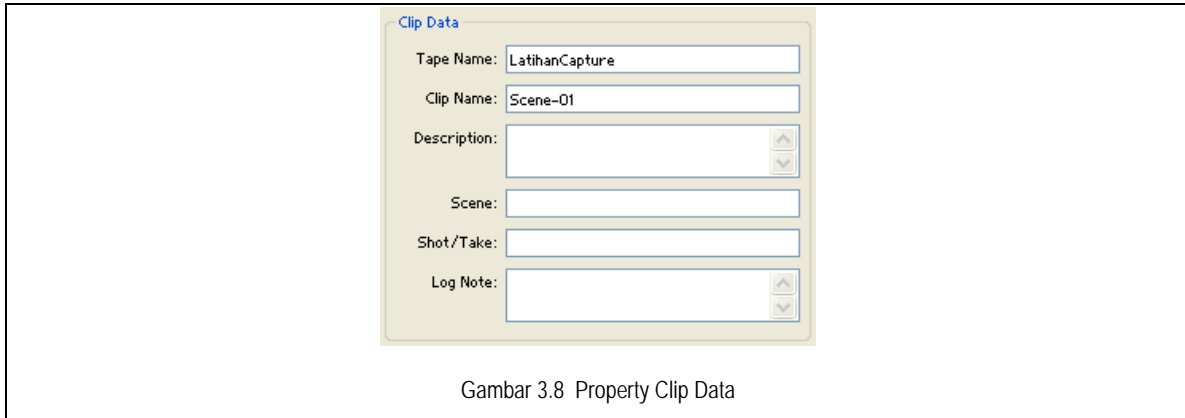 Clip Data
Tape Name: LatihanCapture
Clip Name: Scene-01
Description:
Scene:
Shot/Take:
Log Note:
Gambar 3.8 Property Clip Data